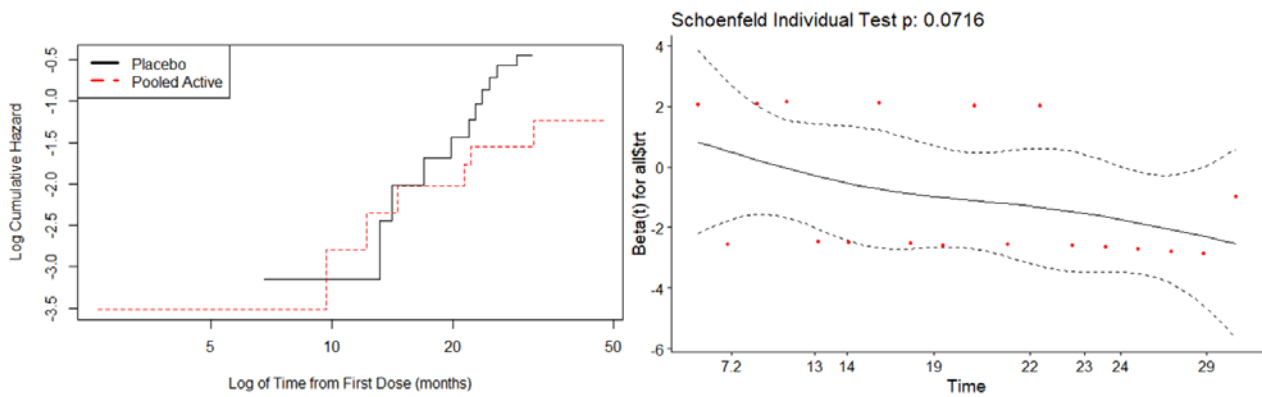 Placebo
Pooled Active
Log Cumulative Hazard
-0.5
-1.0
-1.5
-2.0
-2.5
-3.0
-3.5
5 10 20 50
Log of Time from First Dose (months)
Schoenfeld Individual Test p: 0.0716
Beta(t) for all$trt
4
2
0
-2
-4
-6
7.2 13 14 19 22 23 24 29
Time